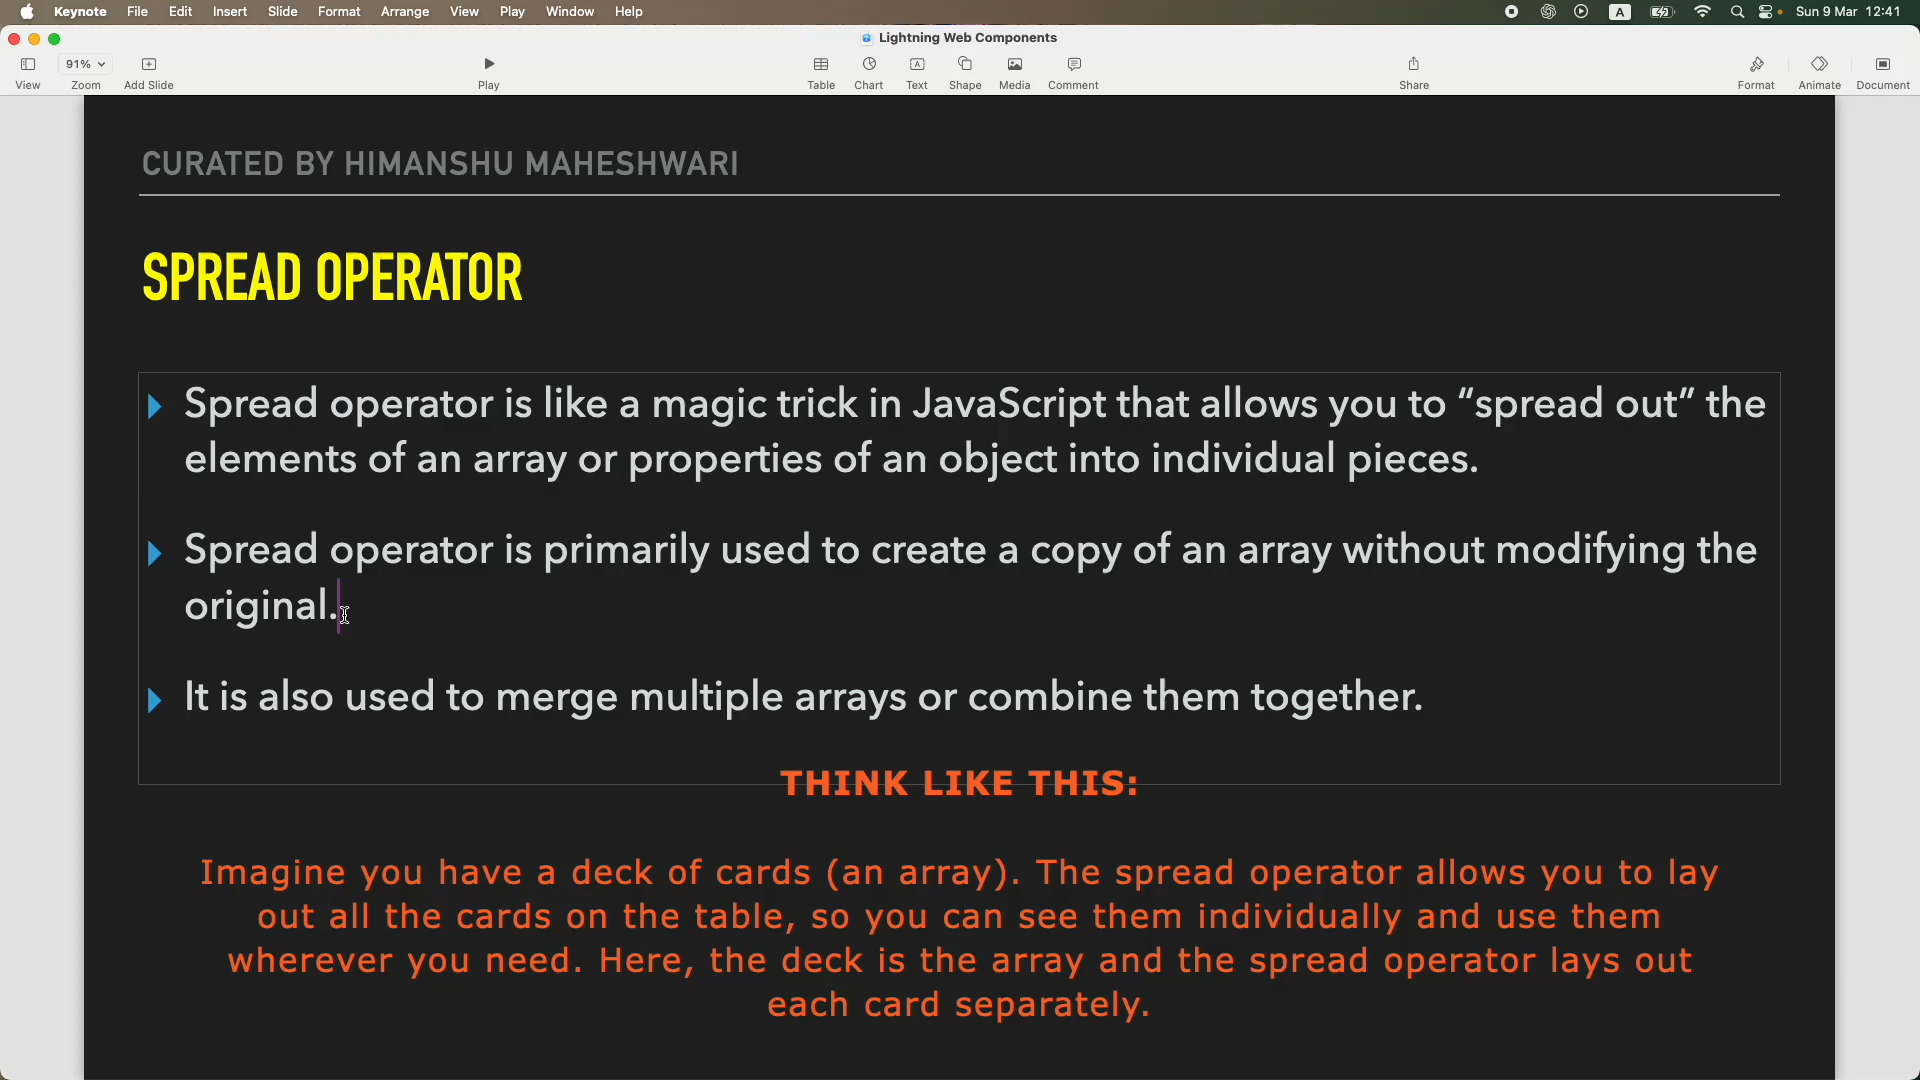 Keynote File Edit Insert Slide Format Arrange View Play Window Help A Sun 9 Mar 12:41
Lightning Web Components
91%
View Zoom Add Slide Play Table Chart Text Shape Media Comment Share Format Animate Document
CURATED BY HIMANSHU MAHESHWARI
SPREAD OPERATOR
Spread operator is like a magic trick in JavaScript that allows you to “spread out” the
elements of an array or properties of an object into individual pieces.
Spread operator is primarily used to create a copy of an array without modifying the
original.
It is also used to merge multiple arrays or combine them together.
THINK LIKE THIS:
Imagine you have a deck of cards (an array). The spread operator allows you to lay
out all the cards on the table, so you can see them individually and use them
wherever you need. Here, the deck is the array and the spread operator lays out
each card separately.